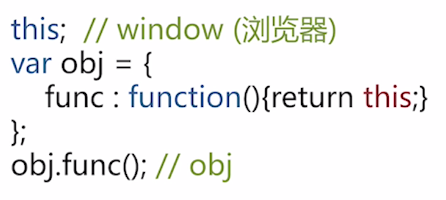 this;  // window (浏览器)
var obj = {
    func : function(){return this;}
};
obj.func(); // obj